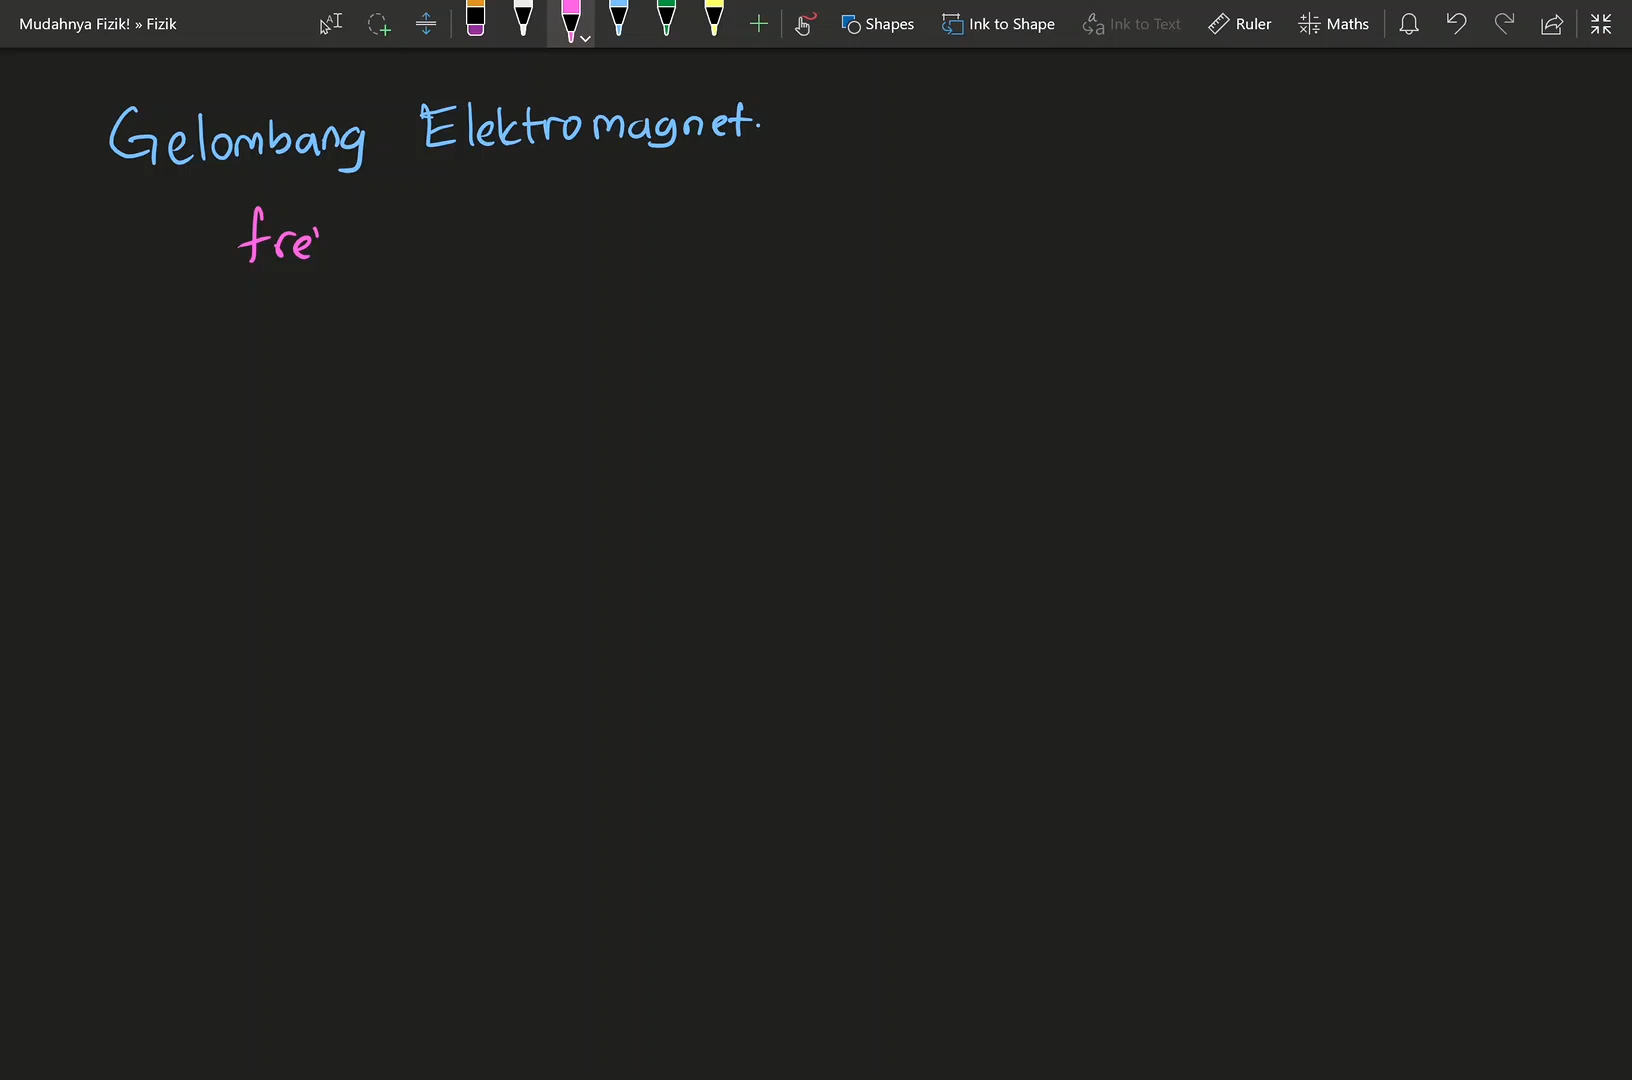 Mudahnya Fizik! » Fizik Shapes Ink to Shape Ink to Text Ruler Maths
Gelombang Elektromagnet.
fre